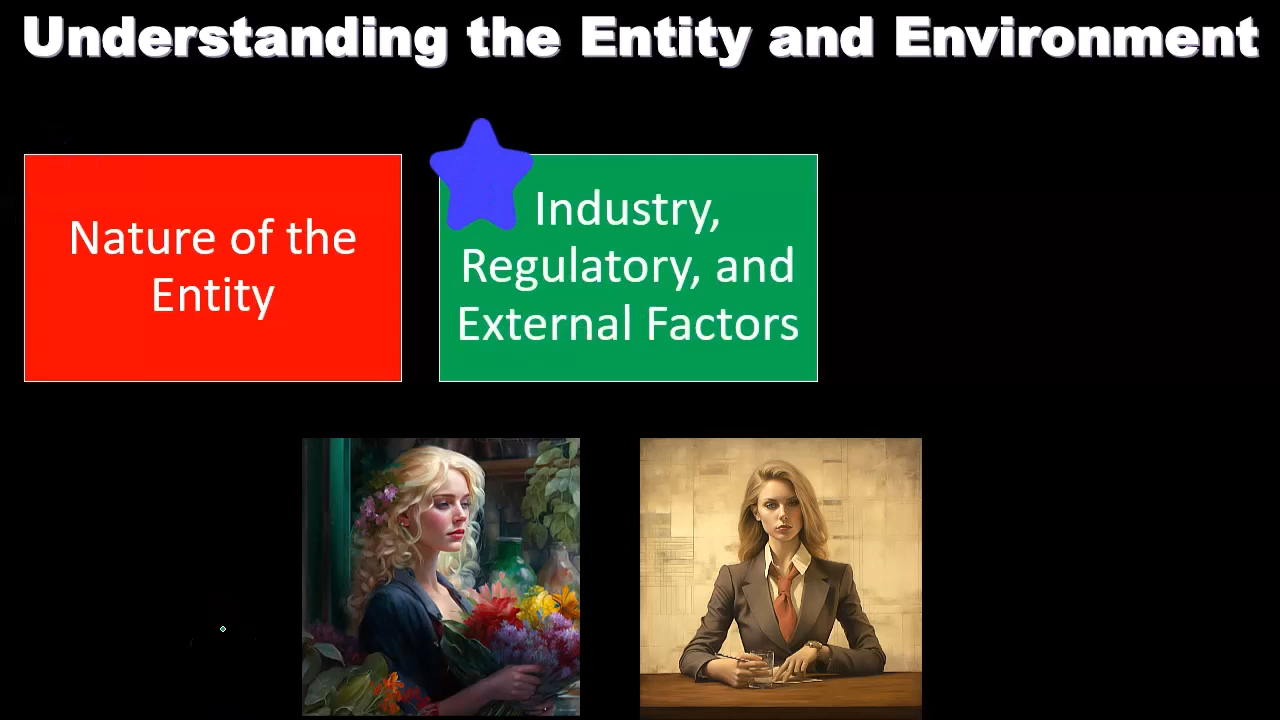 Understanding the Entity and Environment
Nature of the
Entity
Industry,
Regulatory, and
External Factors